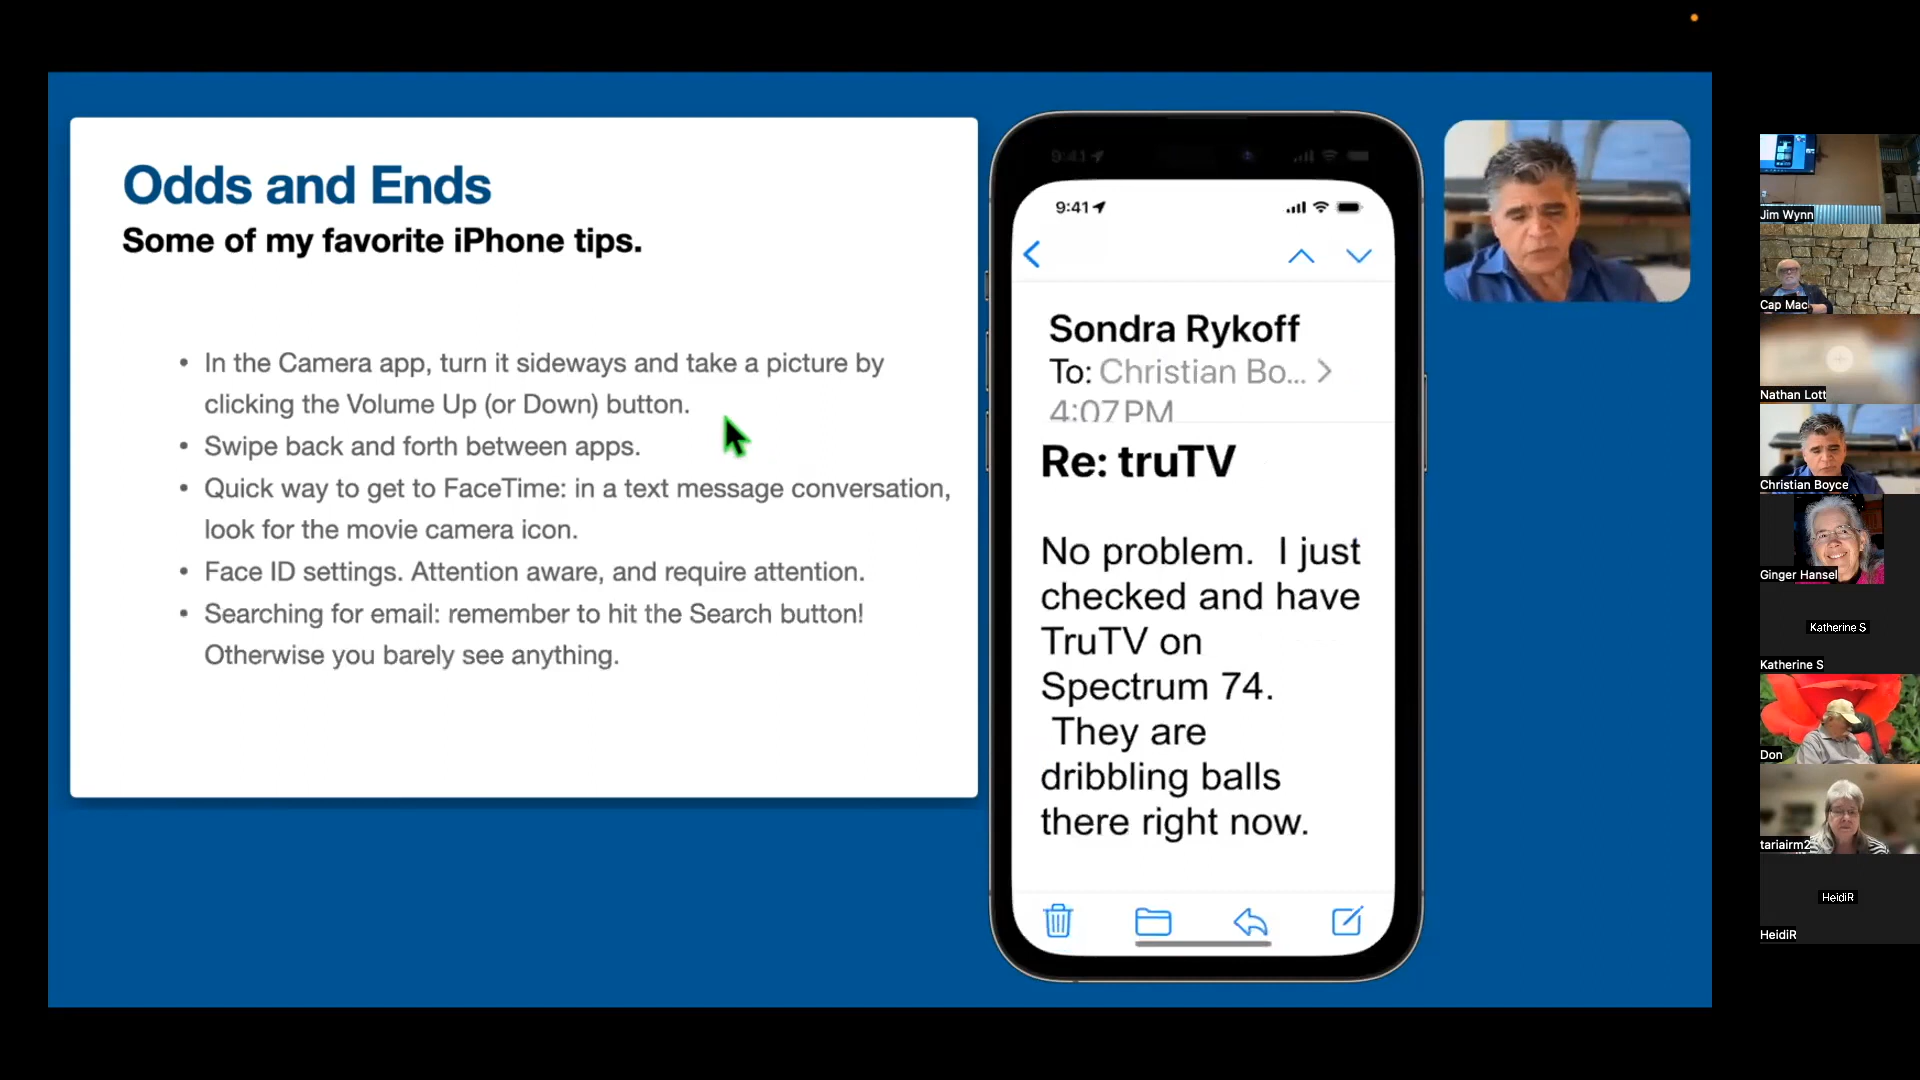 Odds and Ends
Some of my favorite iPhone tips.
• In the Camera app, turn it sideways and take a picture by
clicking the Volume Up (or Down) button.
• Swipe back and forth between apps.
• Quick way to get to FaceTime: in a text message conversation,
look for the movie camera icon.
• Face ID settings. Attention aware, and require attention.
• Searching for email: remember to hit the Search button!
Otherwise you barely see anything.
9:41
9:41
Sondra Rykoff
To: Christian Bo...
4:07 PM
Re: truTV
No problem.  I just
checked and have
TruTV on
Spectrum 74.
They are
dribbling balls
there right now.
Jim Wynn
Cap Mac
Nathan Lott
Christian Boyce
Ginger Hansel
Katherine S
Katherine S
Don
tariairm2
HeidiR
HeidiR